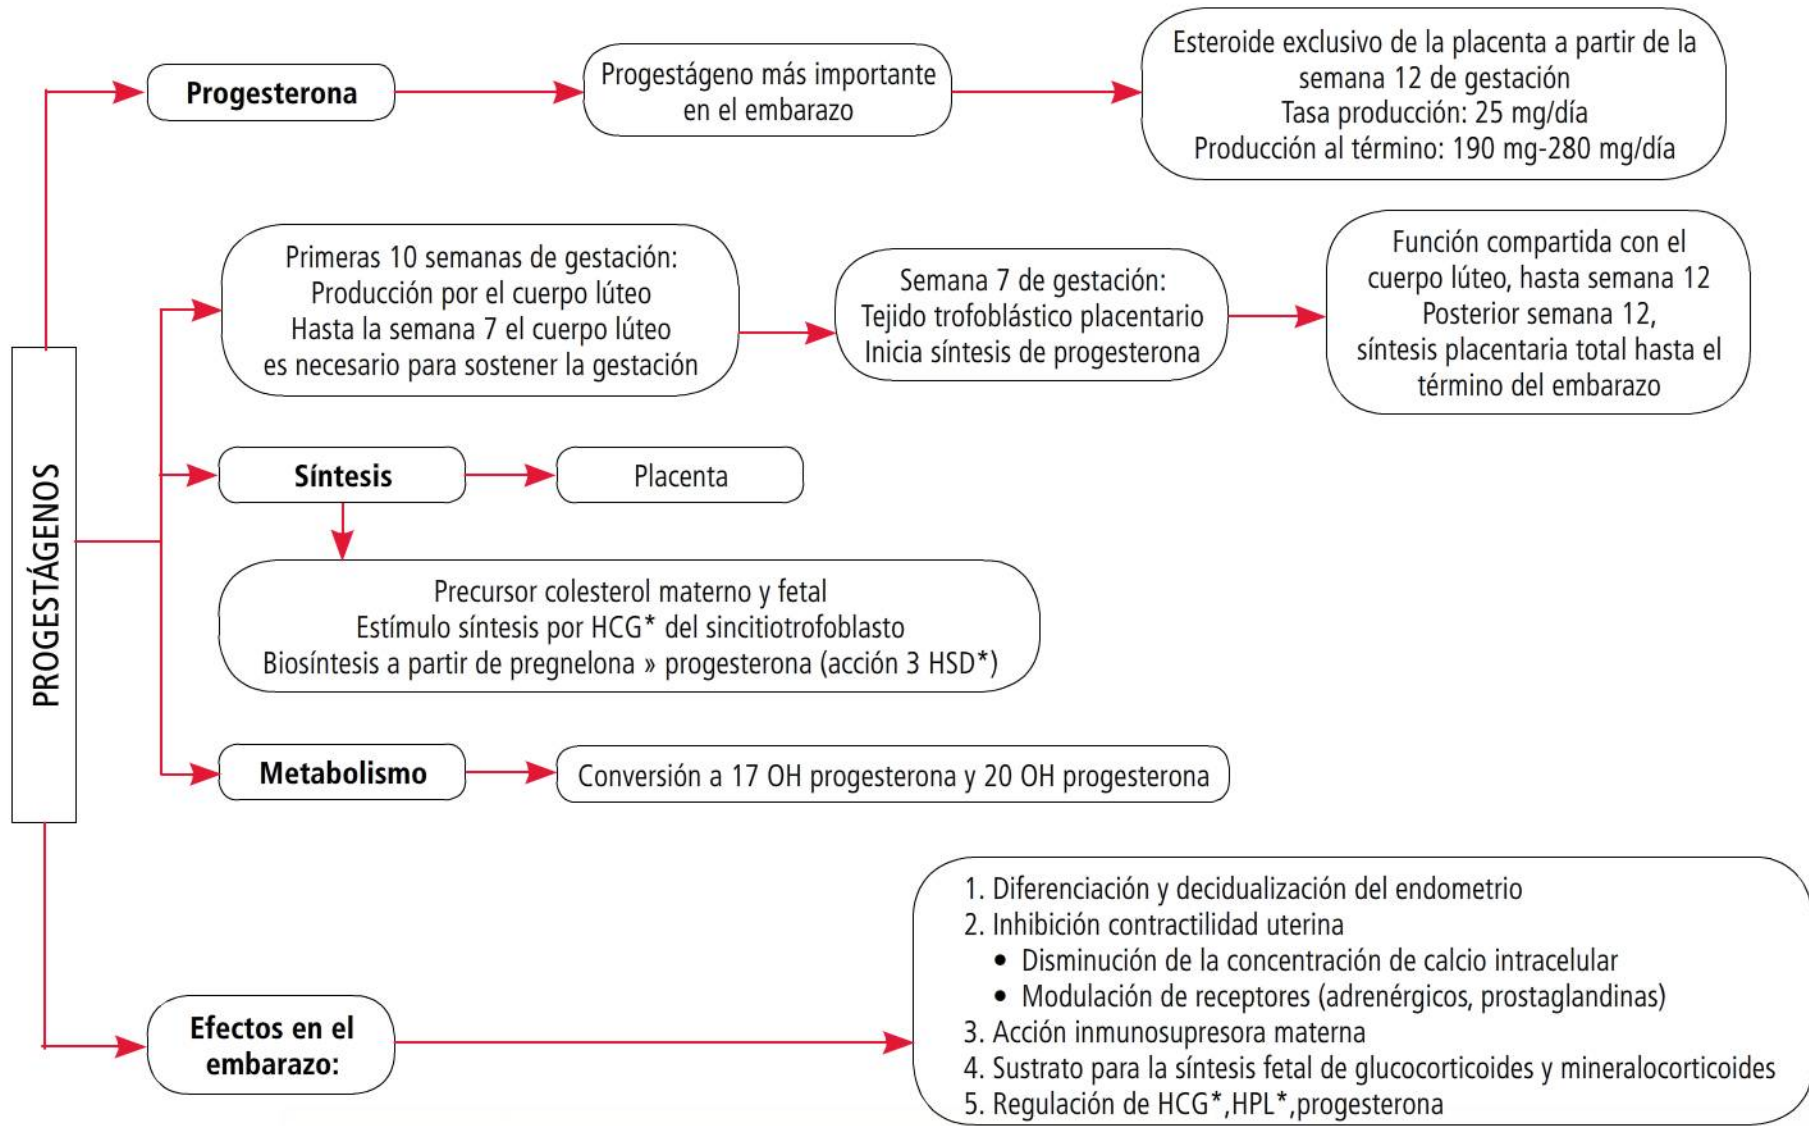 PROGESTÁGENOS
Progesterona
Progestágeno más importante
en el embarazo
Esteroide exclusivo de la placenta a partir de la
semana 12 de gestación
Tasa producción: 25 mg/día
Producción al término: 190 mg-280 mg/día
Primeras 10 semanas de gestación:
Producción por el cuerpo lúteo
Hasta la semana 7 el cuerpo lúteo
es necesario para sostener la gestación
Semana 7 de gestación:
Tejido trofoblástico placentario
Inicia síntesis de progesterona
Función compartida con el
cuerpo lúteo, hasta semana 12
Posterior semana 12,
síntesis placentaria total hasta el
término del embarazo
Síntesis
Placenta
Precursor colesterol materno y fetal
Estímulo síntesis por HCG* del sincitiotrofoblasto
Biosíntesis a partir de pregnelona » progesterona (acción 3 HSD*)
Metabolismo
Conversión a 17 OH progesterona y 20 OH progesterona
Efectos en el
embarazo:
1. Diferenciación y decidualización del endometrio
2. Inhibición contractilidad uterina
• Disminución de la concentración de calcio intracelular
• Modulación de receptores (adrenérgicos, prostaglandinas)
3. Acción inmunosupresora materna
4. Sustrato para la síntesis fetal de glucocorticoides y mineralocorticoides
5. Regulación de HCG*,HPL*,progesterona